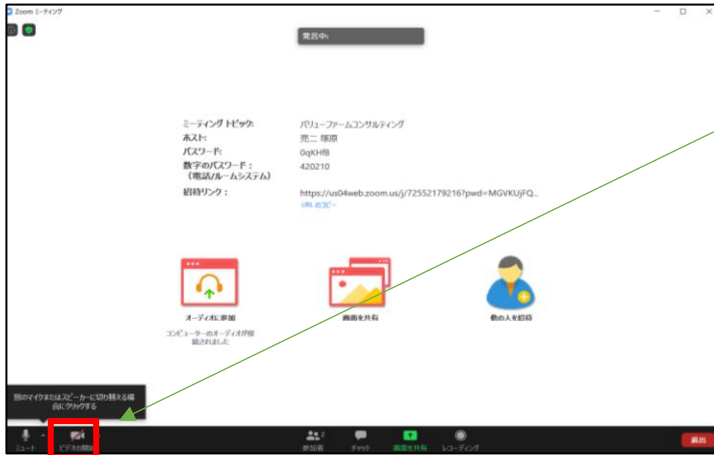 Zoom ミーティング
発言中:
ミーティング トピック: バリューファームコンサルティング
ホスト: 亮二 塚原
パスワード: 0qKHfB
数字のパスワード: 420210
(電話/ルームシステム)
招待リンク: https://us04web.zoom.us/j/72552179216?pwd=MGVKUjFQ...
URL のコピー
オーディオに参加 画面を共有 他の人を招待
コンピューターのオーディオが接
続されました
別のマイクまたはスピーカーに切り替える場
合にクリックする
ミュート ビデオの開始 参加者 2 チャット 画面を共有 レコーディング 退出